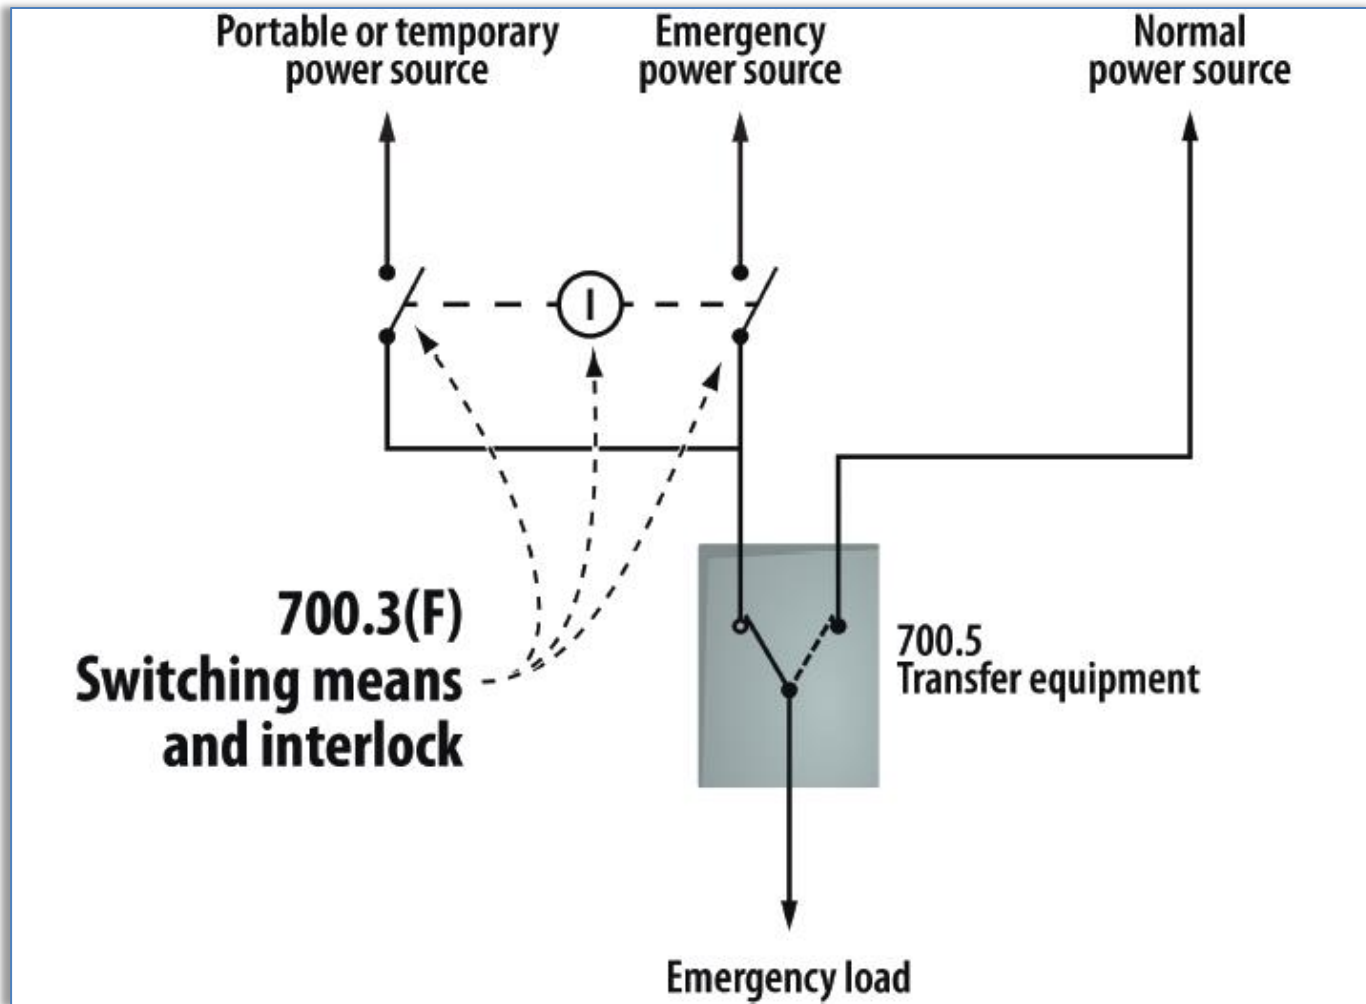 Portable or temporary
power source
Emergency
power source
Normal
power source
I
700.3(F)
Switching means
and interlock
700.5
Transfer equipment
Emergency load